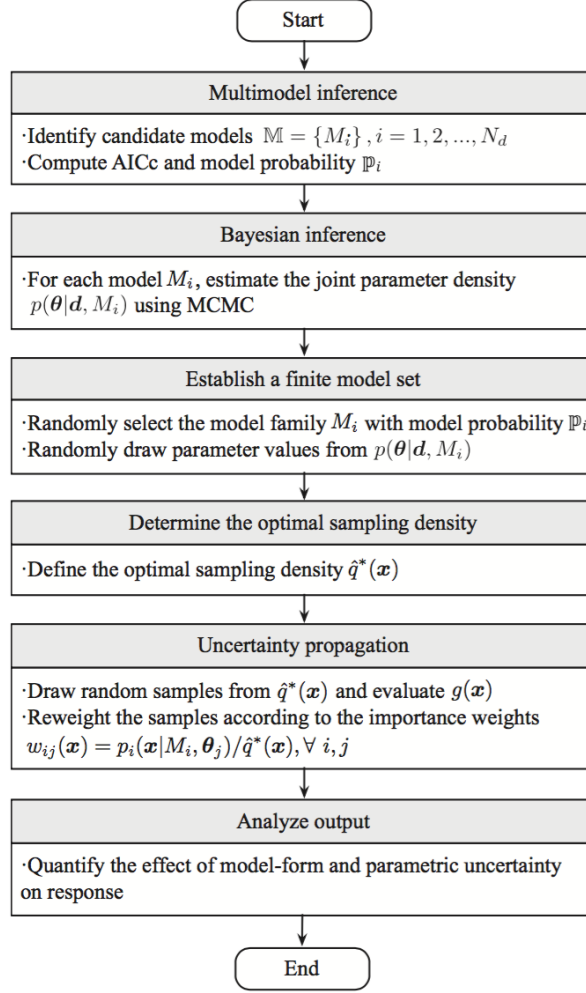 Start
Multimodel inference
·Identify candidate models 𝕄 = {M_i}, i = 1, 2, ..., N_d
·Compute AICc and model probability ℙ_i
Bayesian inference
·For each model M_i, estimate the joint parameter density
p(θ|d, M_i) using MCMC
Establish a finite model set
·Randomly select the model family M_i with model probability ℙ_i
·Randomly draw parameter values from p(θ|d, M_i)
Determine the optimal sampling density
·Define the optimal sampling density q̂*(x)
Uncertainty propagation
·Draw random samples from q̂*(x) and evaluate g(x)
·Reweight the samples according to the importance weights
w_ij(x) = p_i(x|M_i, θ_j)/q̂*(x), ∀ i, j
Analyze output
·Quantify the effect of model-form and parametric uncertainty
on response
End